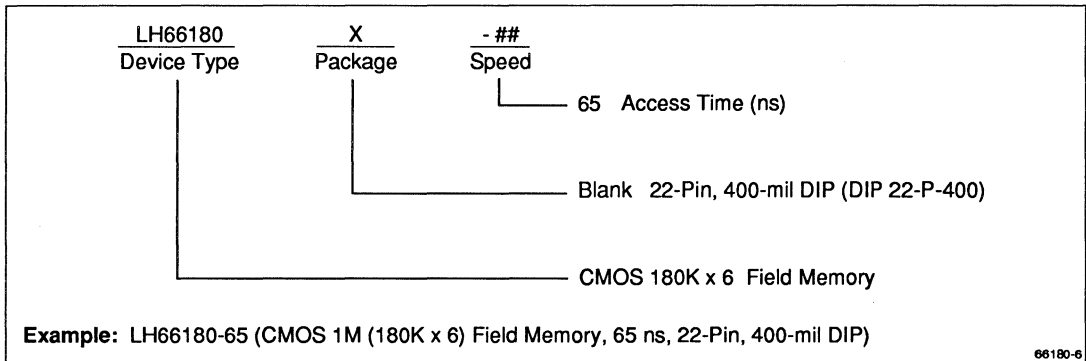 LH66180 X - ##
Device Type Package Speed
65 Access Time (ns)
Blank 22-Pin, 400-mil DIP (DIP 22-P-400)
CMOS 180K x 6 Field Memory
Example: LH66180-65 (CMOS 1M (180K x 6) Field Memory, 65 ns, 22-Pin, 400-mil DIP)
66180-6